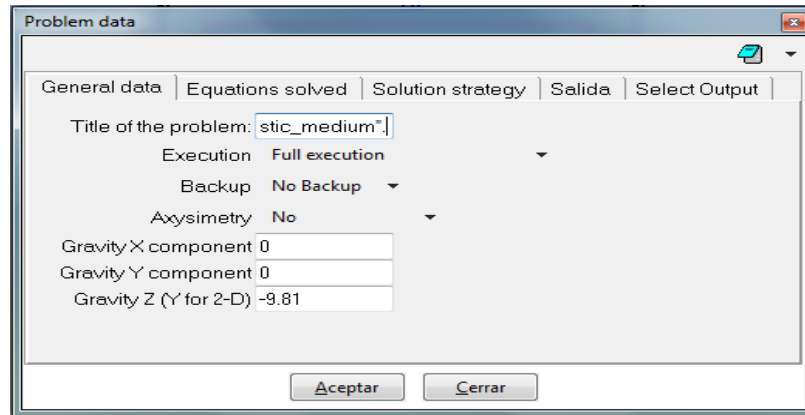 Problem data
General data Equations solved Solution strategy Salida Select Output
Title of the problem: stic_medium".
Execution Full execution
Backup No Backup
Axysimetry No
Gravity X component 0
Gravity Y component 0
Gravity Z (Y for 2-D) -9.81
Aceptar Cerrar